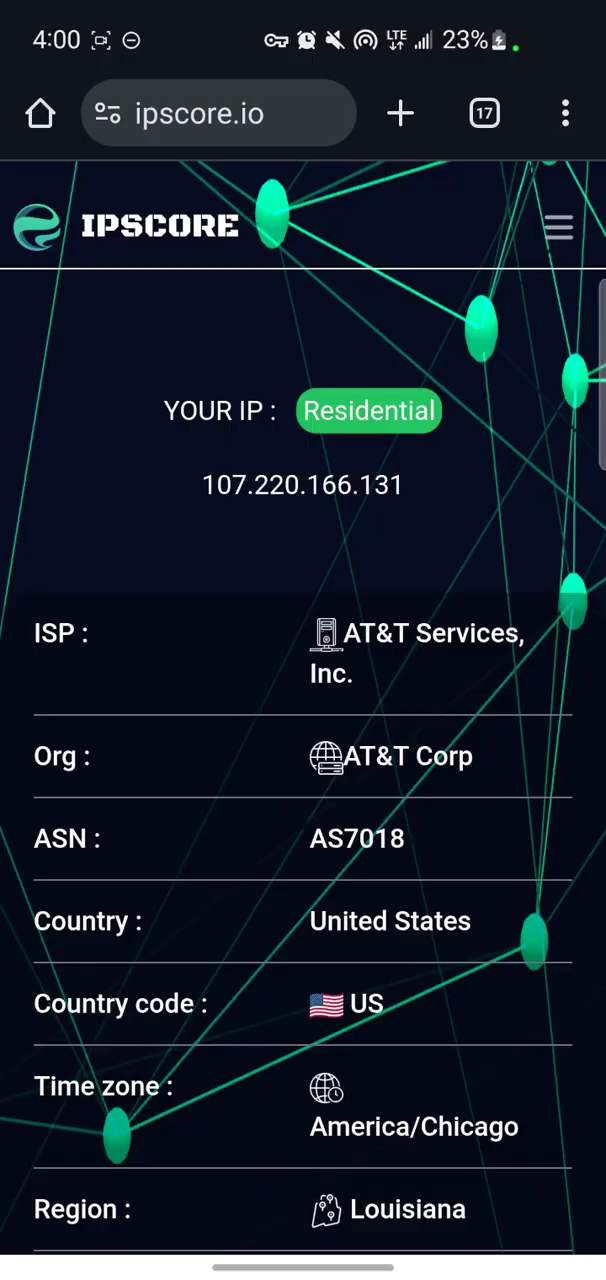 4:00 LTE 23%
ipscore.io 17
IPSCORE
YOUR IP : Residential
107.220.166.131
ISP : AT&T Services,
Inc.
Org : AT&T Corp
ASN : AS7018
Country : United States
Country code : 🇺🇸 US
Time zone :
America/Chicago
Region : Louisiana